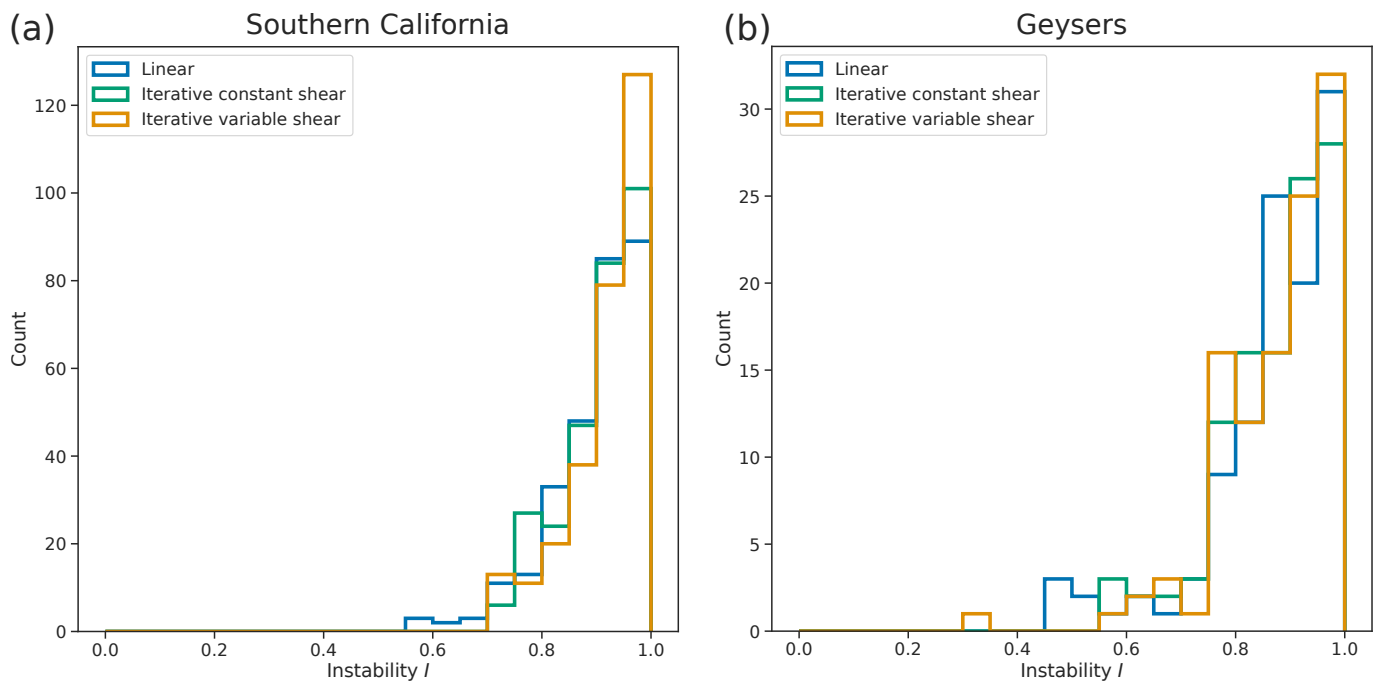 (a)
Southern California
Linear
Iterative constant shear
Iterative variable shear
Count
120
100
80
60
40
20
0
0.0 0.2 0.4 0.6 0.8 1.0
Instability I
(b)
Geysers
Linear
Iterative constant shear
Iterative variable shear
Count
30
25
20
15
10
5
0
0.0 0.2 0.4 0.6 0.8 1.0
Instability I